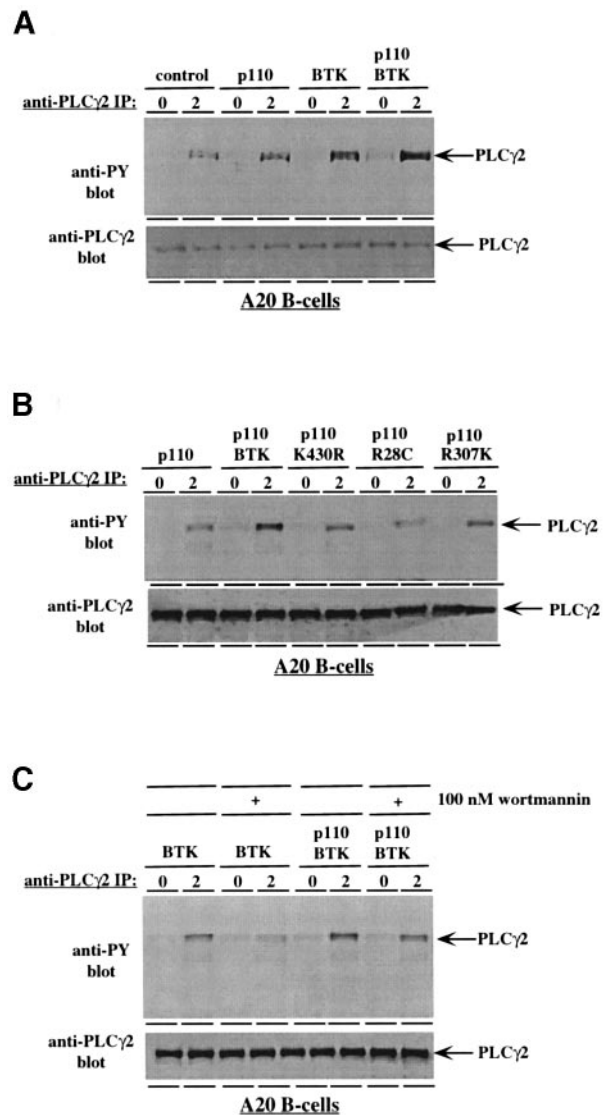 A
control p110 BTK p110 BTK
anti-PLCγ2 IP: 0 2 0 2 0 2 0 2
anti-PY blot
PLCγ2
anti-PLCγ2 blot
PLCγ2
A20 B-cells
B
p110 p110 BTK p110 K430R p110 R28C p110 R307K
anti-PLCγ2 IP: 0 2 0 2 0 2 0 2 0 2
anti-PY blot
PLCγ2
anti-PLCγ2 blot
PLCγ2
A20 B-cells
C
+ + 100 nM wortmannin
BTK BTK p110 BTK p110 BTK
anti-PLCγ2 IP: 0 2 0 2 0 2 0 2
anti-PY blot
PLCγ2
anti-PLCγ2 blot
PLCγ2
A20 B-cells